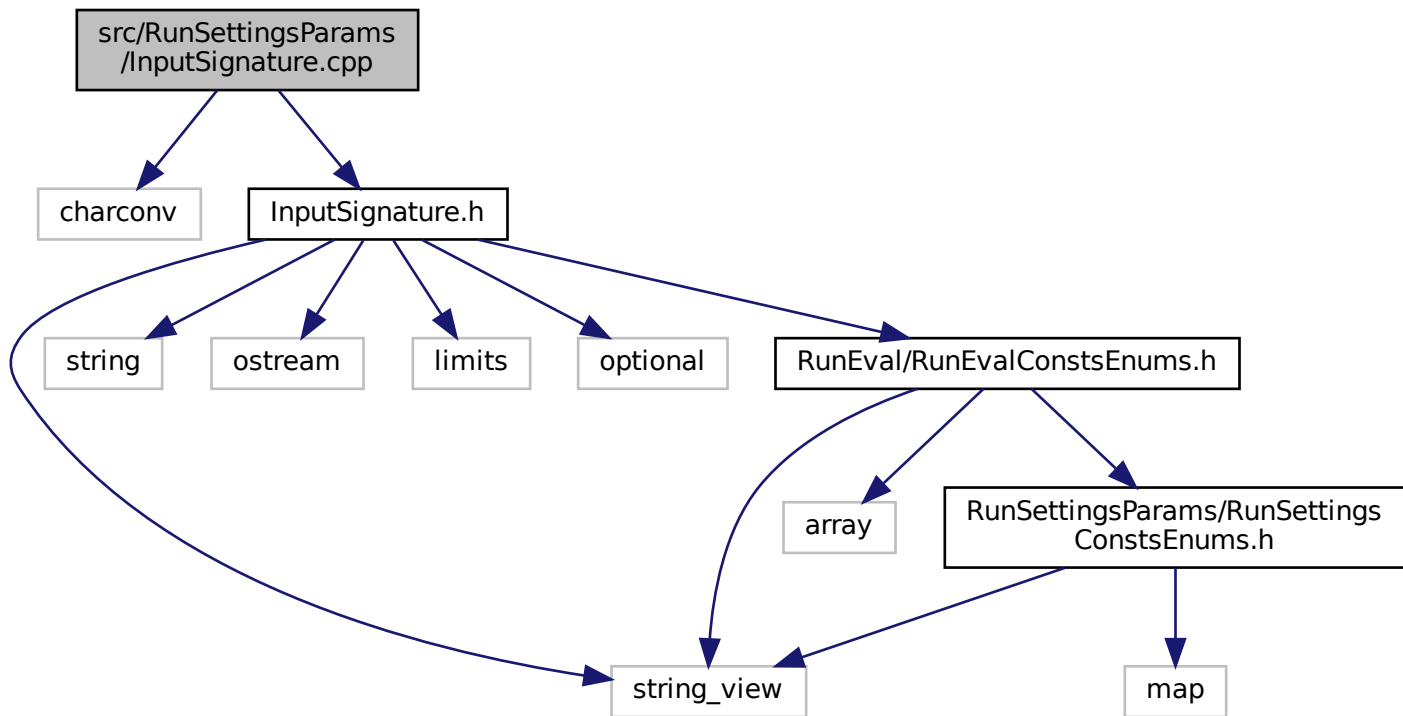 src/RunSettingsParams
/InputSignature.cpp
charconv
InputSignature.h
string
ostream
limits
optional
RunEval/RunEvalConstsEnums.h
array
RunSettingsParams/RunSettings
ConstsEnums.h
string_view
map